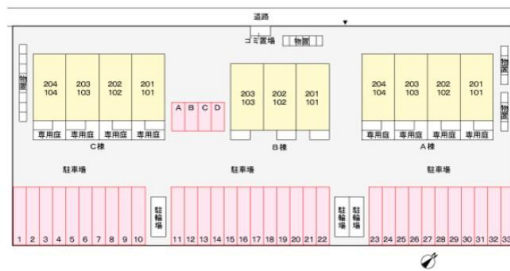 道路
ゴミ置場
物置
物置
物置
物置
204 203 202 201
104 103 102 101
専用庭 専用庭 専用庭 専用庭
C棟
A B C D
203 202 201
103 102 101
B棟
204 203 202 201
104 103 102 101
専用庭 専用庭 専用庭 専用庭
A棟
駐車場 駐車場 駐車場
駐輪場
駐輪場
駐輪場
1 2 3 4 5 6 7 8 9 10
11 12 13 14 15 16 17 18 19 20 21 22
23 24 25 26 27 28 29 30 31 32 33